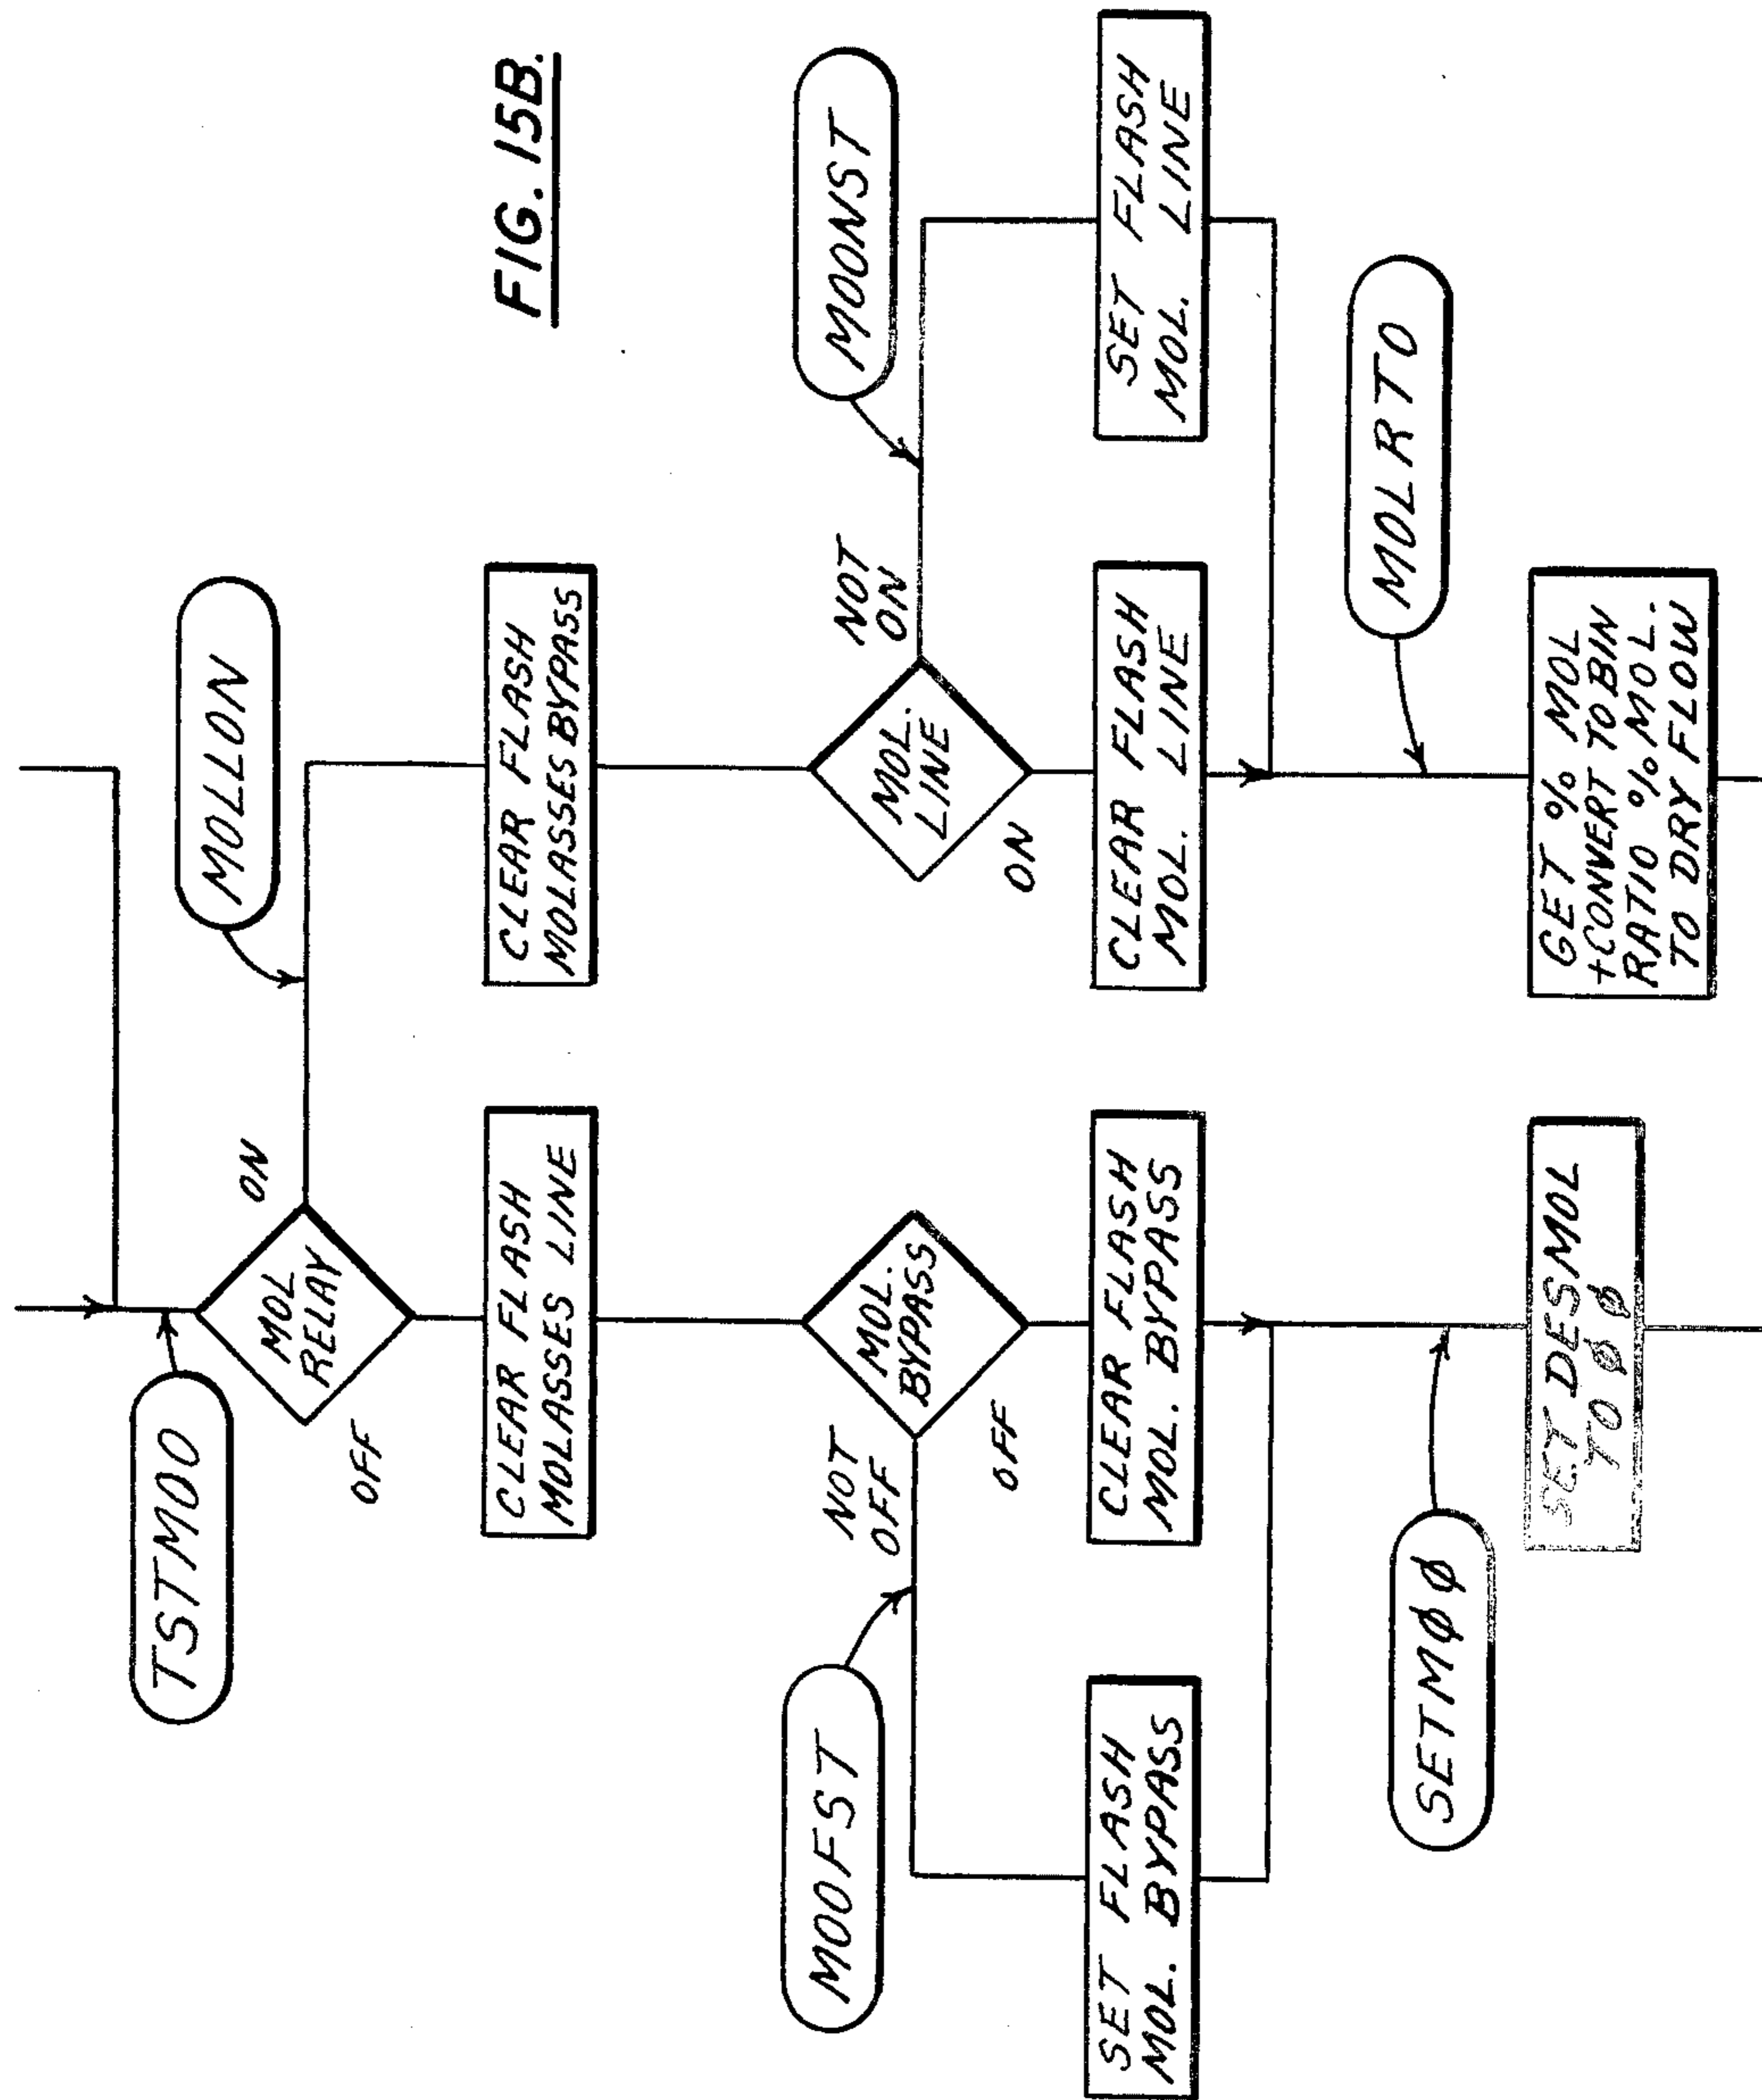 FIG. 15B.
TSTMOO
MOL
RELAY
ON
OFF
MOLLON
CLEAR FLASH
MOLASSES LINE
CLEAR FLASH
MOLASSES BYPASS
MOOFST
NOT
OFF
MOL.
BYPASS
OFF
MOL.
LINE
NOT
ON
ON
MOONST
SET FLASH
MOL. BYPASS
CLEAR FLASH
MOL. BYPASS
CLEAR FLASH
MOL. LINE
SET FLASH
MOL. LINE
SETMØØ
MOLRTO
SET DESMOL
TO ØØ
GET % MOL
+CONVERT TO BIN
RATIO % MOL.
TO DRY FLOW